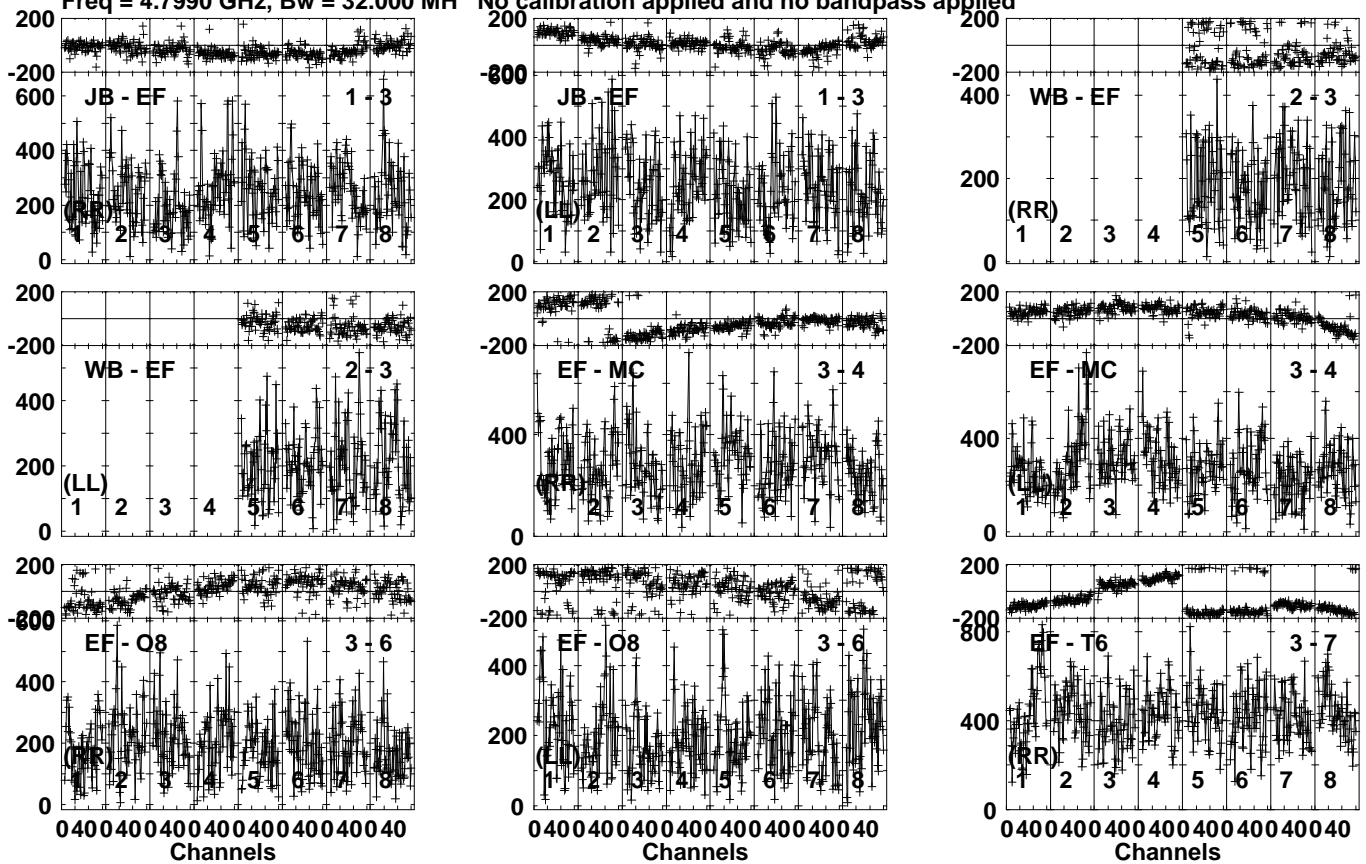 Freq = 4.7990 GHz, Bw = 32.000 MH No calibration applied and no bandpass applied
200 200 200
-200 -200 -200
600 600 400
JB - EF 1 - 3 JB - EF 1 - 3 WB - EF 2 - 3
400 400
200 200 200
(RR) (LL) (RR)
1 2 3 4 5 6 7 8 1 2 3 4 5 6 7 8 1 2 3 4 5 6 7 8
0 0 0
200 200 200
-200 -200 -200
WB - EF 2 - 3 EF - MC 3 - 4 EF - MC 3 - 4
400 400 400
200
(LL) (RR) (LL)
1 2 3 4 5 6 7 8 1 2 3 4 5 6 7 8 1 2 3 4 5 6 7 8
0 0 0
200 200 200
-200 -200 -200
600 600 800
EF - O8 3 - 6 EF - O8 3 - 6 EF - T6 3 - 7
400 400 400
200 200
(RR) (LL) (RR)
1 2 3 4 5 6 7 8 1 2 3 4 5 6 7 8 1 2 3 4 5 6 7 8
0 0 0
0 40 0 40 0 40 0 40 0 40 0 40 0 40 0 40 0 40 0 40 0 40 0 40 0 40 0 40 0 40 0 40 0 40 0 40 0 40 0 40 0 40 0 40 0 40 0 40
Channels Channels Channels